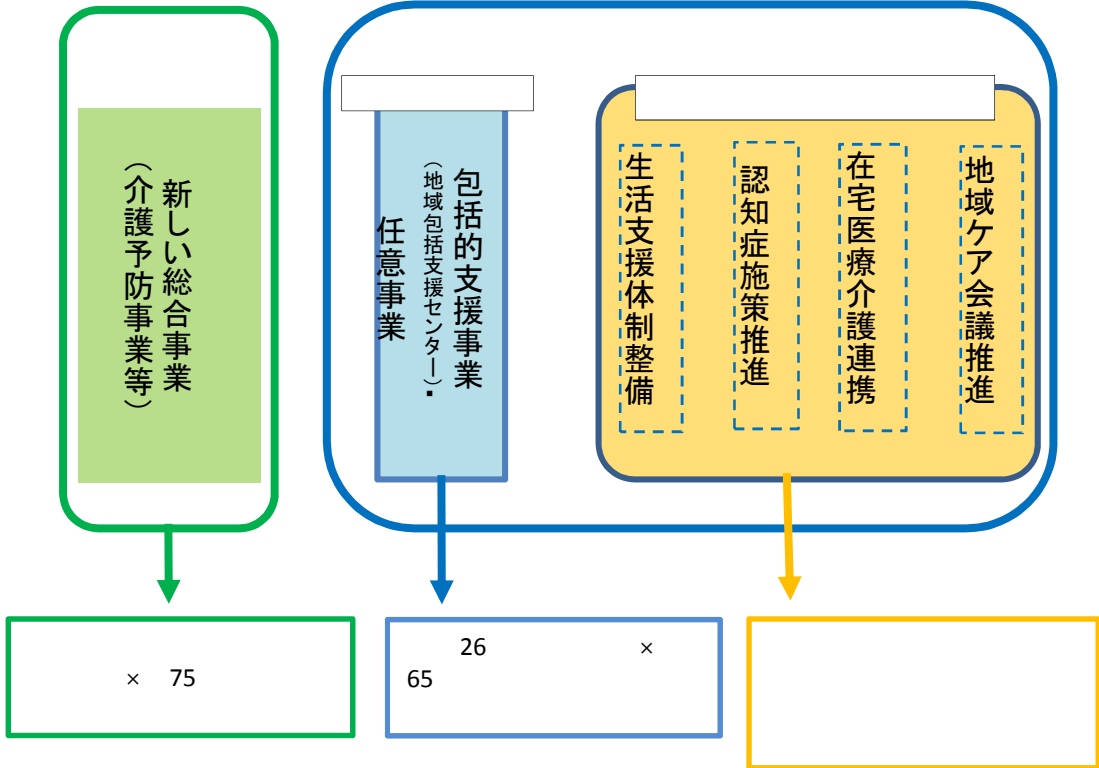 新しい総合事業
（介護予防事業等）
包括的支援事業
（地域包括支援センター）・
任意事業
生活支援体制整備
認知症施策推進
在宅医療介護連携
地域ケア会議推進
× 75
26 ×
65